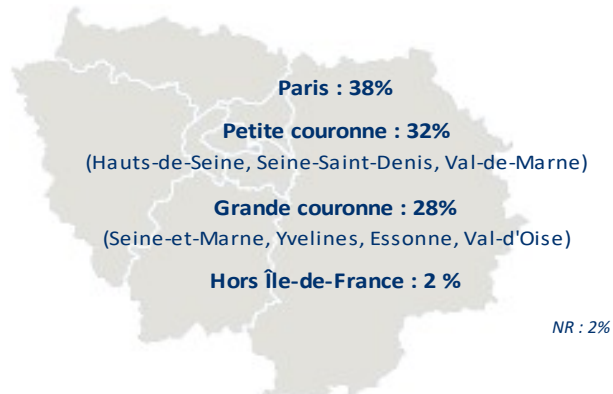 Paris : 38%
Petite couronne : 32%
(Hauts-de-Seine, Seine-Saint-Denis, Val-de-Marne)
Grande couronne : 28%
(Seine-et-Marne, Yvelines, Essonne, Val-d'Oise)
Hors Île-de-France : 2 %
NR : 2%